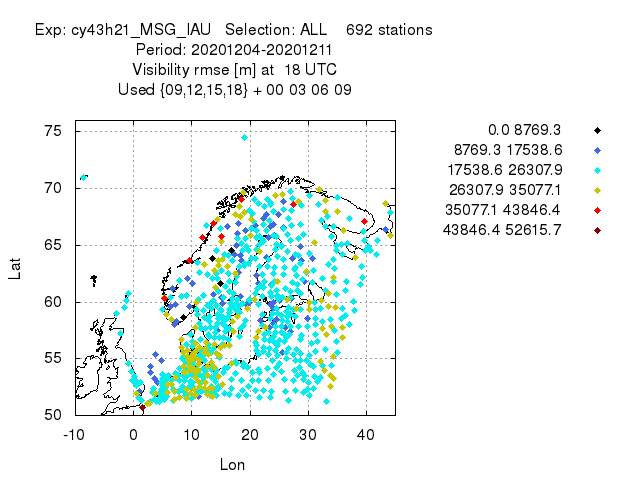 Exp: cy43h21_MSG_IAU   Selection: ALL    692 stations
Period: 20201204-20201211
Visibility rmse [m] at  18 UTC
Used {09,12,15,18} + 00 03 06 09
0.0 8769.3
8769.3 17538.6
17538.6 26307.9
26307.9 35077.1
35077.1 43846.4
43846.4 52615.7
75
70
65
60
55
50
Lat
-10 0 10 20 30 40
Lon